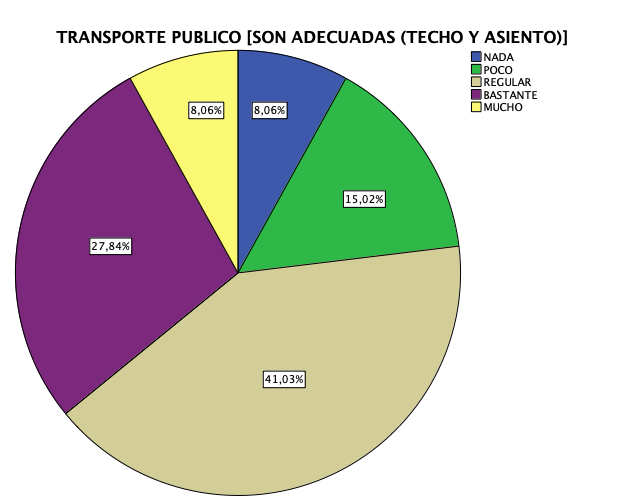 TRANSPORTE PUBLICO [SON ADECUADAS (TECHO Y ASIENTO)]
NADA
POCO
REGULAR
BASTANTE
MUCHO
8,06%
8,06%
15,02%
27,84%
41,03%